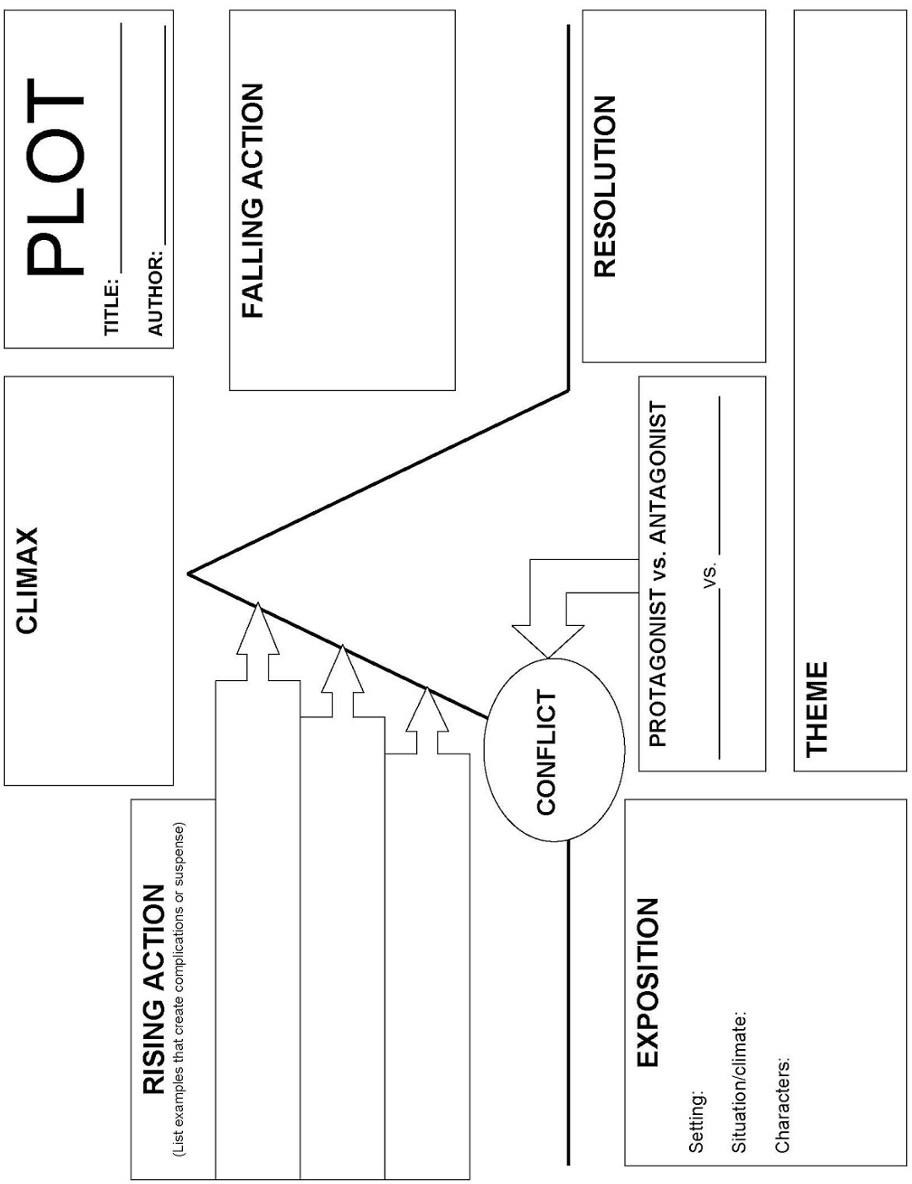 PLOT
TITLE:
AUTHOR:
CLIMAX
RISING ACTION
(List examples that create complications or suspense)
FALLING ACTION
CONFLICT
RESOLUTION
PROTAGONIST vs. ANTAGONIST
vs.
EXPOSITION
Setting:
Situation/climate:
Characters:
THEME